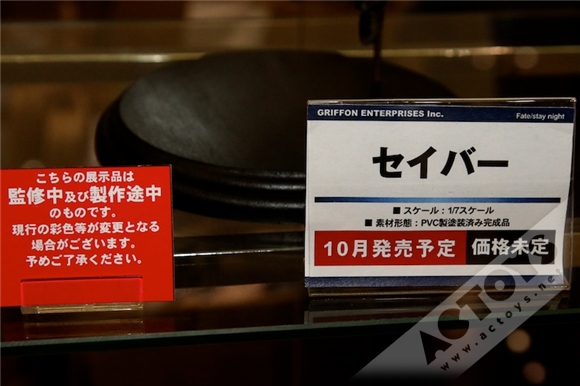 GRIFFON ENTERPRISES Inc.
Fate/stay night
セイバー
■ スケール：1/7スケール
■ 素材形態：PVC製塗装済み完成品
10月発売予定 価格未定
こちらの展示品は
監修中及び製作途中
のものです。
現行の彩色等が変更となる
場合がございます。
予めご了承ください。
ACTOYS
www.actoys.net